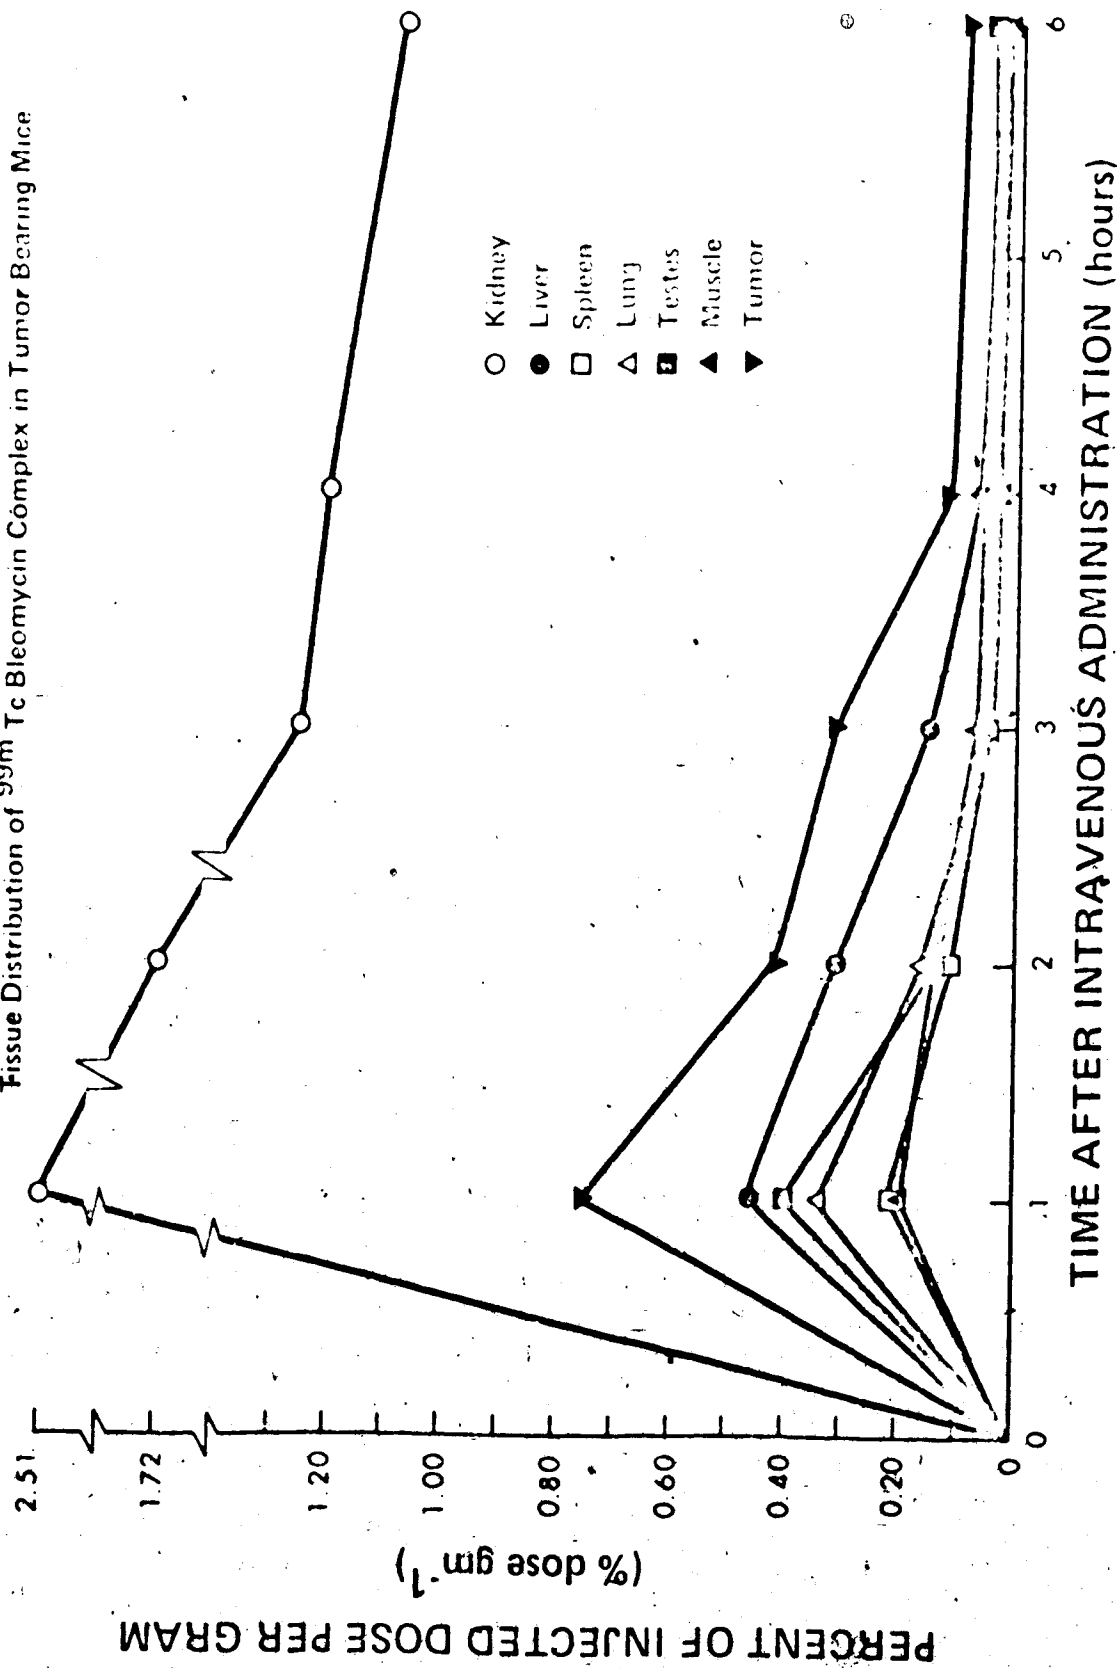 Tissue Distribution of 99m Tc Bleomycin Complex in Tumor Bearing Mice
PERCENT OF INJECTED DOSE PER GRAM
(% dose gm-1)
2.51
1.72
1.20
1.00
0.80
0.60
0.40
0.20
0
Kidney
Liver
Spleen
Lung
Testes
Muscle
Tumor
0
1
2
3
4
5
6
TIME AFTER INTRAVENOUS ADMINISTRATION (hours)